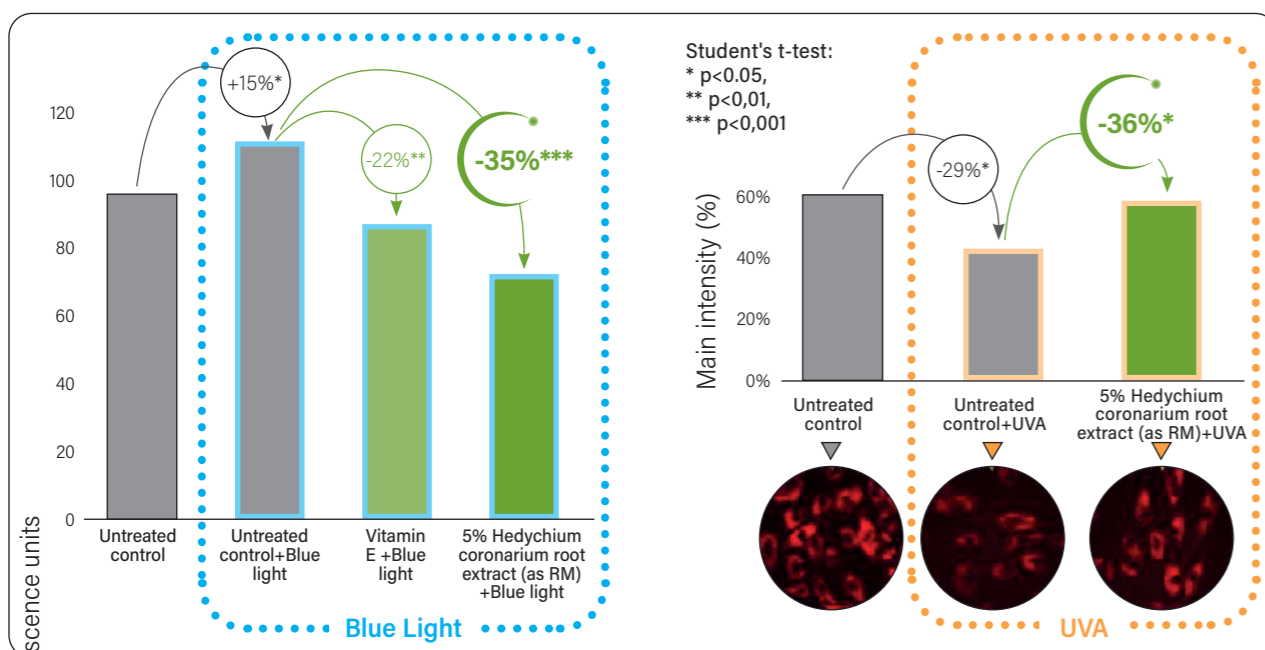 120
100
80
60
40
20
0
scence units
+15%*
-22%**
-35%***
Untreated
control
Untreated
control+Blue
light
Vitamin
E +Blue
light
5% Hedychium
coronarium root
extract (as RM)
+Blue light
Blue Light
Student's t-test:
* p<0.05,
** p<0,01,
*** p<0,001
Main intensity (%)
60%
40%
20%
0%
-29%*
-36%*
Untreated
control
Untreated
control+UVA
5% Hedychium
coronarium root
extract (as RM)+UVA
UVA